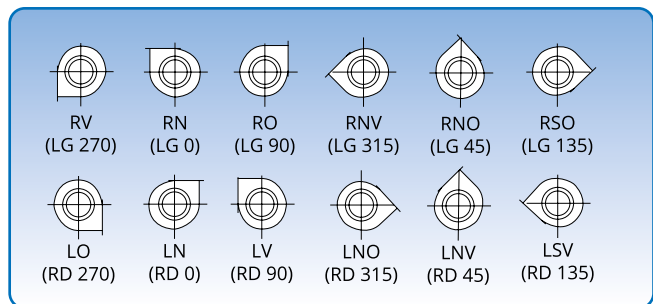 RV RN RO RNV RNO RSO
(LG 270) (LG 0) (LG 90) (LG 315) (LG 45) (LG 135)
LO LN LV LNO LNV LSV
(RD 270) (RD 0) (RD 90) (RD 315) (RD 45) (RD 135)